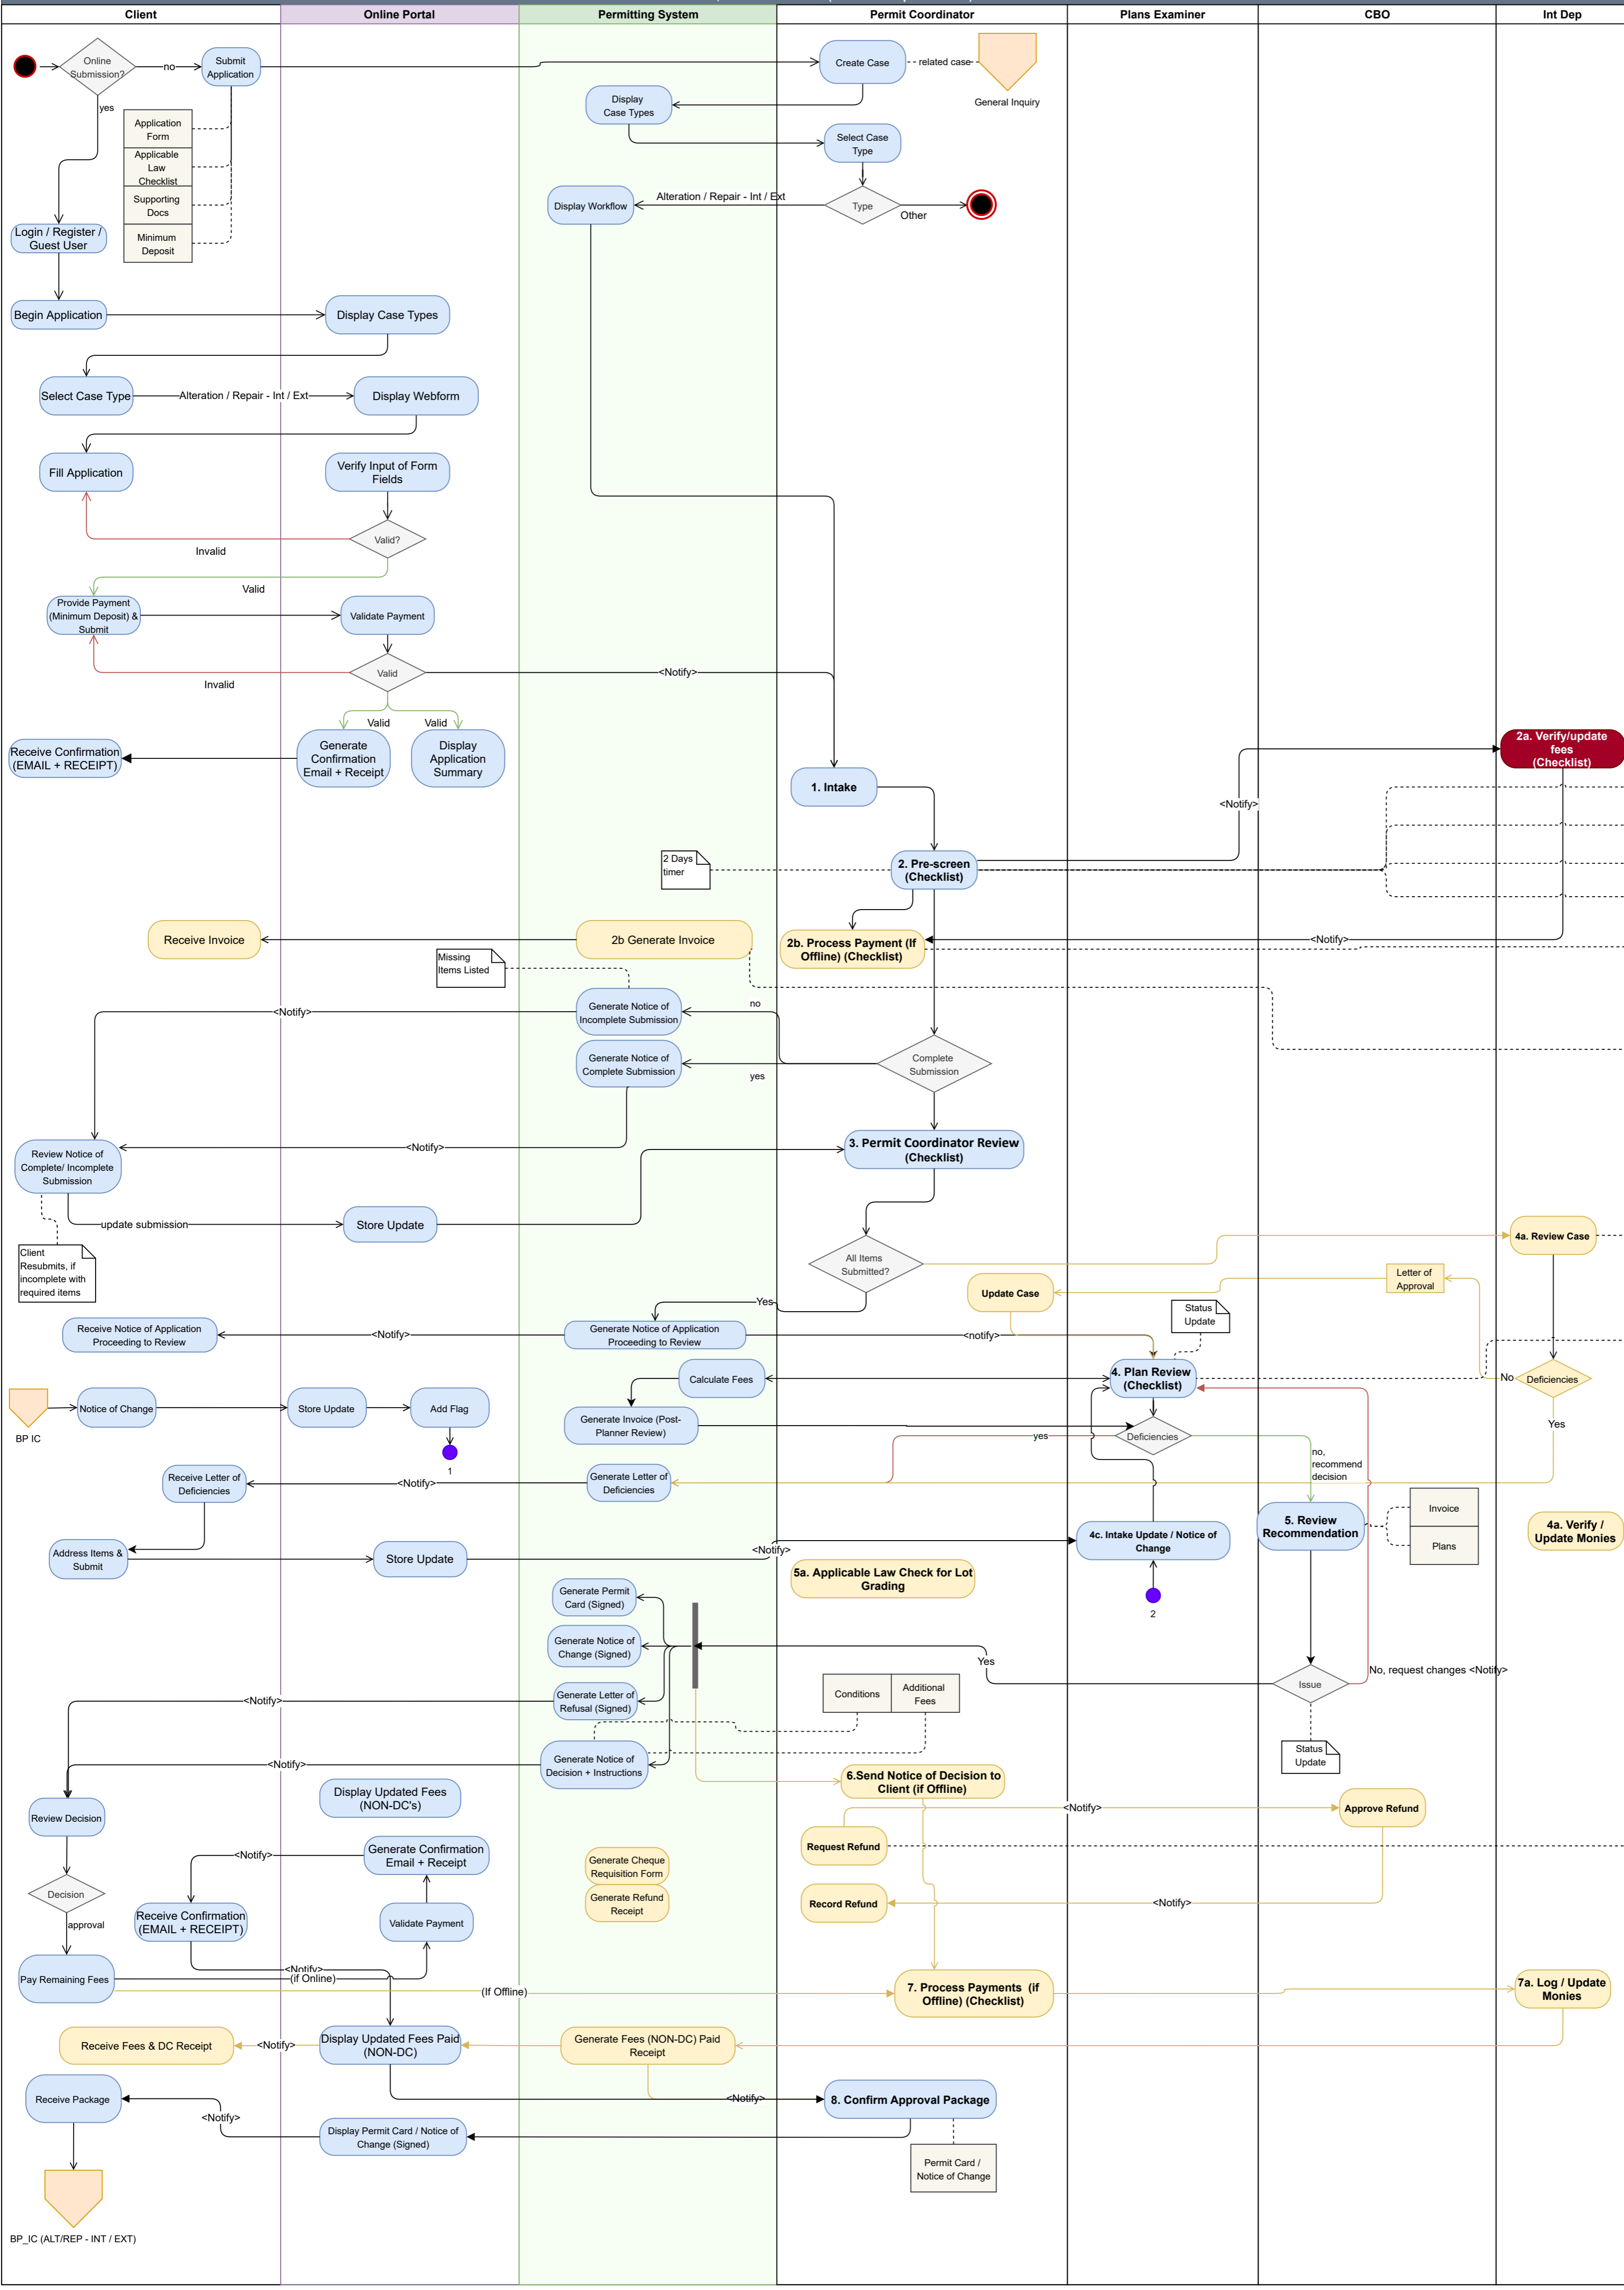 Client
Online Portal
Permitting System
Permit Coordinator
Plans Examiner
CBO
Int Dep
Online
Submission?
no
Submit
Application
yes
Create Case
related case
General Inquiry
Display
Case Types
Select Case
Type
Application
Form
Applicable
Law
Checklist
Supporting
Docs
Minimum
Deposit
Display Workflow
Alteration / Repair - Int / Ext
Type
Other
Login / Register /
Guest User
Begin Application
Display Case Types
Select Case Type
Alteration / Repair - Int / Ext
Display Webform
Fill Application
Verify Input of Form
Fields
Valid?
Invalid
Valid
Provide Payment
(Minimum Deposit) &
Submit
Validate Payment
Valid
<Notify>
Invalid
Valid
Valid
Receive Confirmation
(EMAIL + RECEIPT)
Generate
Confirmation
Email + Receipt
Display
Application
Summary
2a. Verify/update
fees
(Checklist)
1. Intake
<Notify>
2 Days
timer
2. Pre-screen
(Checklist)
Receive Invoice
2b Generate Invoice
2b. Process Payment (If
Offline) (Checklist)
<Notify>
Missing
Items Listed
<Notify>
Generate Notice of
Incomplete Submission
no
Generate Notice of
Complete Submission
yes
Complete
Submission
Review Notice of
Complete/ Incomplete
Submission
<Notify>
3. Permit Coordinator Review
(Checklist)
update submission
Store Update
Client
Resubmits, if
incomplete with
required items
All Items
Submitted?
4a. Review Case
Update Case
Letter of
Approval
Yes
Status
Update
Receive Notice of Application
Proceeding to Review
<Notify>
Generate Notice of Application
Proceeding to Review
<notify>
Calculate Fees
4. Plan Review
(Checklist)
No
Deficiencies
Yes
BP IC
Notice of Change
Store Update
Add Flag
1
Generate Invoice (Post-
Planner Review)
yes
Deficiencies
no,
recommend
decision
Receive Letter of
Deficiencies
<Notify>
Generate Letter of
Deficiencies
Invoice
Plans
5. Review
Recommendation
4a. Verify /
Update Monies
Address Items &
Submit
Store Update
<Notify>
4c. Intake Update / Notice of
Change
5a. Applicable Law Check for Lot
Grading
2
Generate Permit
Card (Signed)
Generate Notice of
Change (Signed)
Yes
No, request changes <Notify>
Issue
Conditions
Additional
Fees
<Notify>
Generate Letter of
Refusal (Signed)
Status
Update
<Notify>
Generate Notice of
Decision + Instructions
6.Send Notice of Decision to
Client (if Offline)
Display Updated Fees
(NON-DC's)
Review Decision
<Notify>
Approve Refund
Request Refund
<Notify>
Generate Confirmation
Email + Receipt
Generate Cheque
Requisition Form
Generate Refund
Receipt
Decision
Record Refund
<Notify>
approval
Receive Confirmation
(EMAIL + RECEIPT)
Validate Payment
Pay Remaining Fees
<Notify>
(if Online)
(If Offline)
7. Process Payments (if
Offline) (Checklist)
7a. Log / Update
Monies
Receive Fees & DC Receipt
<Notify>
Display Updated Fees Paid
(NON-DC)
Generate Fees (NON-DC) Paid
Receipt
Receive Package
<Notify>
8. Confirm Approval Package
<Notify>
Display Permit Card / Notice of
Change (Signed)
Permit Card /
Notice of Change
BP_IC (ALT/REP - INT / EXT)